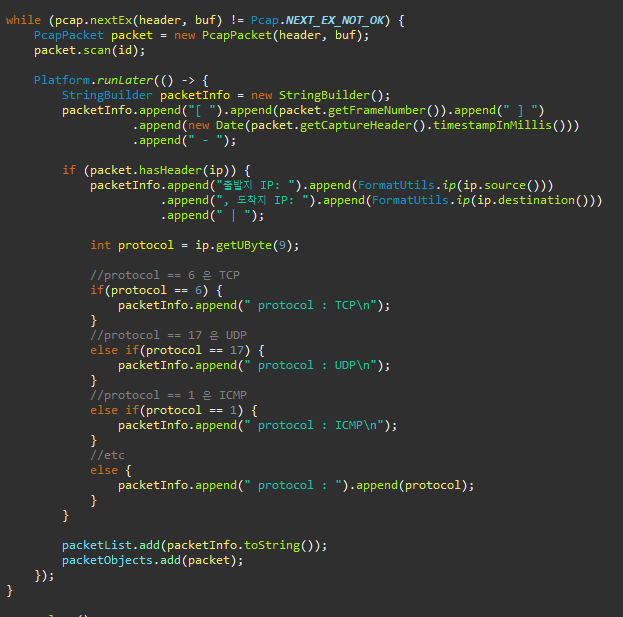 while (pcap.nextEx(header, buf) != Pcap.NEXT_EX_NOT_OK) {
    PcapPacket packet = new PcapPacket(header, buf);
    packet.scan(id);

    Platform.runLater(() -> {
        StringBuilder packetInfo = new StringBuilder();
        packetInfo.append("[ ").append(packet.getFrameNumber()).append(" ] ")
                  .append(new Date(packet.getCaptureHeader().timestampInMillis()))
                  .append(" - ");

        if (packet.hasHeader(ip)) {
            packetInfo.append("출발지 IP: ").append(FormatUtils.ip(ip.source()))
                      .append(", 도착지 IP: ").append(FormatUtils.ip(ip.destination()))
                      .append(" | ");

            int protocol = ip.getUByte(9);

            //protocol == 6 은 TCP
            if(protocol == 6) {
                packetInfo.append(" protocol : TCP\n");
            }
            //protocol == 17 은 UDP
            else if(protocol == 17) {
                packetInfo.append(" protocol : UDP\n");
            }
            //protocol == 1 은 ICMP
            else if(protocol == 1) {
                packetInfo.append(" protocol : ICMP\n");
            }
            //etc
            else {
                packetInfo.append(" protocol : ").append(protocol);
            }
        }

        packetList.add(packetInfo.toString());
        packetObjects.add(packet);
    });
}